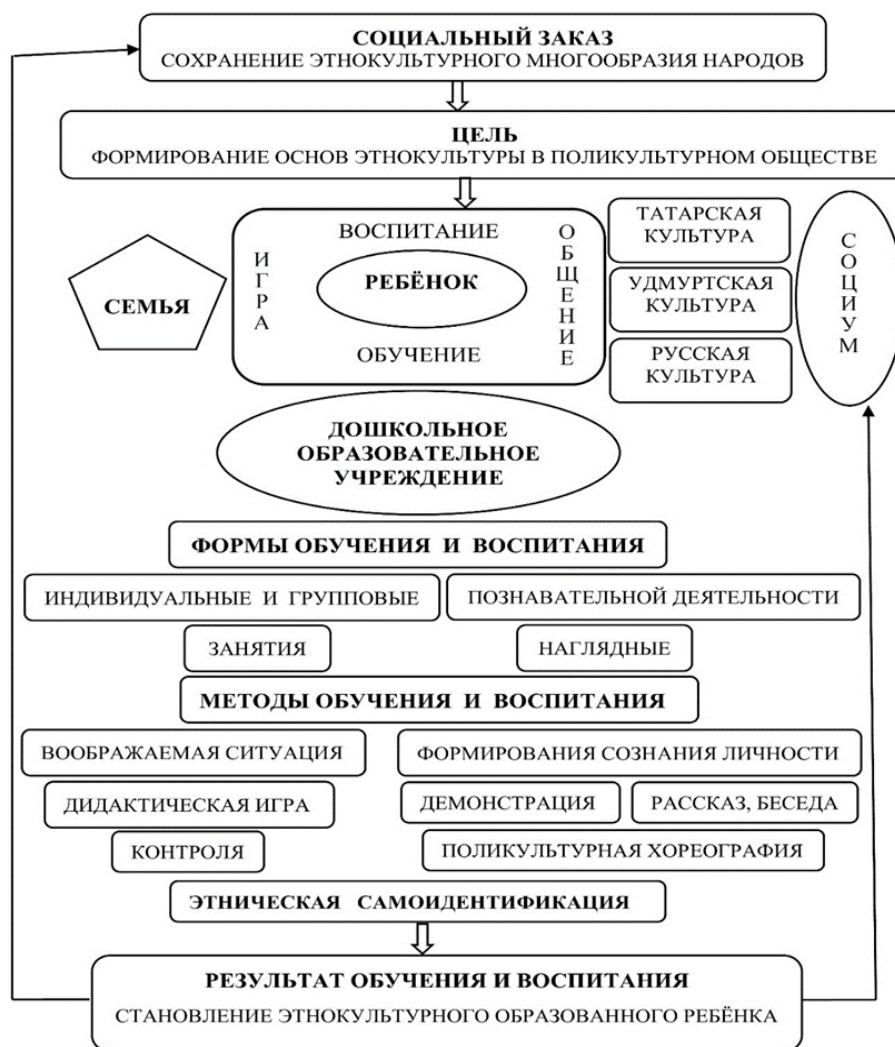 СОЦИАЛЬНЫЙ ЗАКАЗ
СОХРАНЕНИЕ ЭТНОКУЛЬТУРНОГО МНОГООБРАЗИЯ НАРОДОВ
ЦЕЛЬ
ФОРМИРОВАНИЕ ОСНОВ ЭТНОКУЛЬТУРЫ В ПОЛИКУЛЬТУРНОМ ОБЩЕСТВЕ
СЕМЬЯ
ВОСПИТАНИЕ
ИГРА
РЕБЁНОК
ОБЩЕНИЕ
ОБУЧЕНИЕ
ТАТАРСКАЯ
КУЛЬТУРА
УДМУРТСКАЯ
КУЛЬТУРА
РУССКАЯ
КУЛЬТУРА
СОЦИУМ
ДОШКОЛЬНОЕ
ОБРАЗОВАТЕЛЬНОЕ
УЧРЕЖДЕНИЕ
ФОРМЫ ОБУЧЕНИЯ И ВОСПИТАНИЯ
ИНДИВИДУАЛЬНЫЕ И ГРУППОВЫЕ
ПОЗНАВАТЕЛЬНОЙ ДЕЯТЕЛЬНОСТИ
ЗАНЯТИЯ
НАГЛЯДНЫЕ
МЕТОДЫ ОБУЧЕНИЯ И ВОСПИТАНИЯ
ВООБРАЖАЕМАЯ СИТУАЦИЯ
ФОРМИРОВАНИЯ СОЗНАНИЯ ЛИЧНОСТИ
ДИДАКТИЧЕСКАЯ ИГРА
ДЕМОНСТРАЦИЯ
РАССКАЗ, БЕСЕДА
КОНТРОЛЯ
ПОЛИКУЛЬТУРНАЯ ХОРЕОГРАФИЯ
ЭТНИЧЕСКАЯ САМОИДЕНТИФИКАЦИЯ
РЕЗУЛЬТАТ ОБУЧЕНИЯ И ВОСПИТАНИЯ
СТАНОВЛЕНИЕ ЭТНОКУЛЬТУРНОГО ОБРАЗОВАННОГО РЕБЁНКА